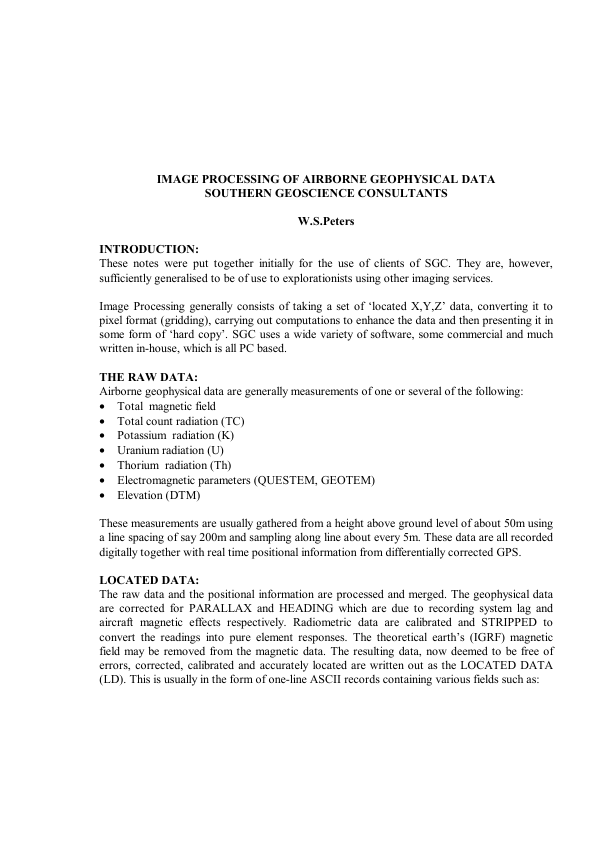 IMAGE PROCESSING OF AIRBORNE GEOPHYSICAL DATA
SOUTHERN GEOSCIENCE CONSULTANTS
W.S.Peters
INTRODUCTION:
These notes were put together initially for the use of clients of SGC. They are, however,
sufficiently generalised to be of use to explorationists using other imaging services.
Image Processing generally consists of taking a set of ‘located X,Y,Z’ data, converting it to
pixel format (gridding), carrying out computations to enhance the data and then presenting it in
some form of ‘hard copy’. SGC uses a wide variety of software, some commercial and much
written in-house, which is all PC based.
THE RAW DATA:
Airborne geophysical data are generally measurements of one or several of the following:
• Total magnetic field
• Total count radiation (TC)
• Potassium radiation (K)
• Uranium radiation (U)
• Thorium radiation (Th)
• Electromagnetic parameters (QUESTEM, GEOTEM)
• Elevation (DTM)
These measurements are usually gathered from a height above ground level of about 50m using
a line spacing of say 200m and sampling along line about every 5m. These data are all recorded
digitally together with real time positional information from differentially corrected GPS.
LOCATED DATA:
The raw data and the positional information are processed and merged. The geophysical data
are corrected for PARALLAX and HEADING which are due to recording system lag and
aircraft magnetic effects respectively. Radiometric data are calibrated and STRIPPED to
convert the readings into pure element responses. The theoretical earth’s (IGRF) magnetic
field may be removed from the magnetic data. The resulting data, now deemed to be free of
errors, corrected, calibrated and accurately located are written out as the LOCATED DATA
(LD). This is usually in the form of one-line ASCII records containing various fields such as: